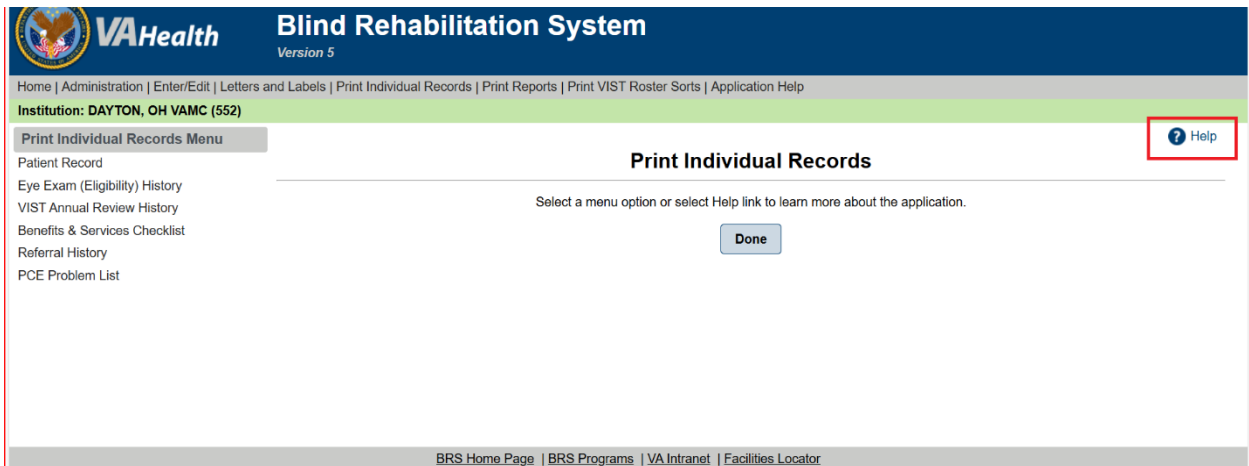 VAHealth
Blind Rehabilitation System
Version 5
Home | Administration | Enter/Edit | Letters and Labels | Print Individual Records | Print Reports | Print VIST Roster Sorts | Application Help
Institution: DAYTON, OH VAMC (552)
Print Individual Records Menu
Patient Record
Eye Exam (Eligibility) History
VIST Annual Review History
Benefits & Services Checklist
Referral History
PCE Problem List
? Help
Print Individual Records
Select a menu option or select Help link to learn more about the application.
Done
BRS Home Page | BRS Programs | VA Intranet | Facilities Locator